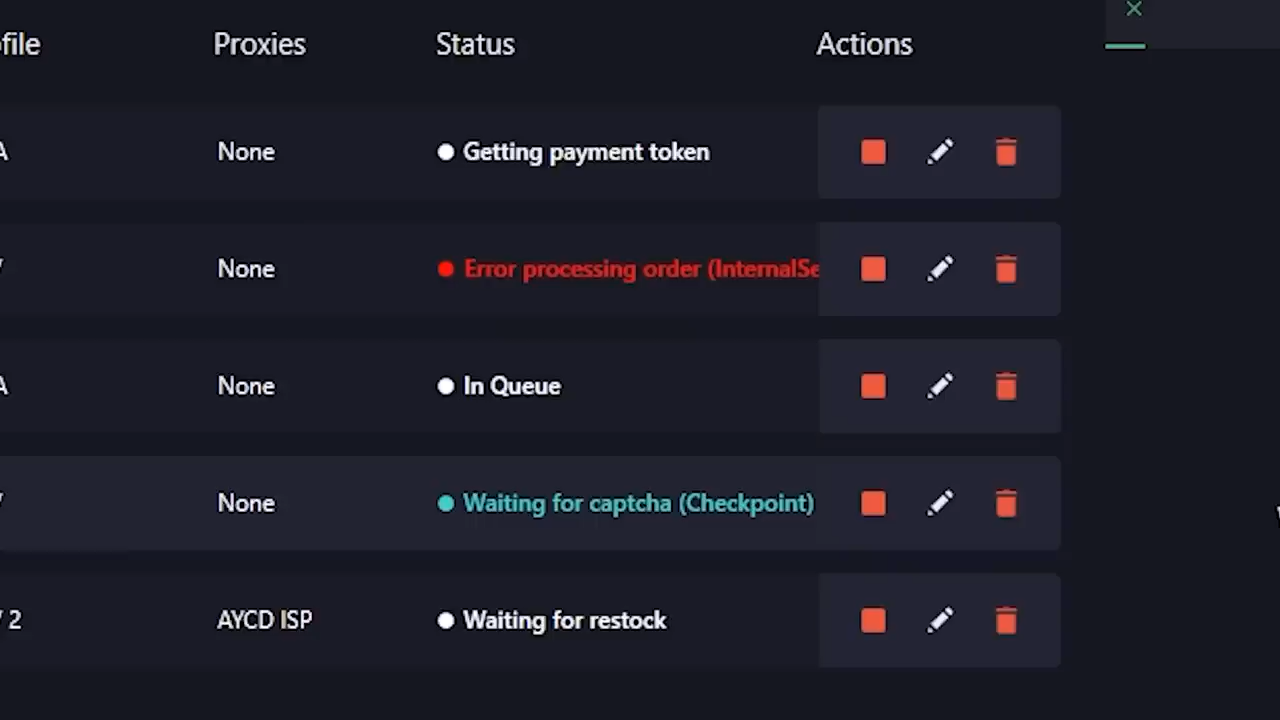 ofile Proxies Status Actions
A None Getting payment token
None Error processing order (InternalSe
A None In Queue
None Waiting for captcha (Checkpoint)
2 AYCD ISP Waiting for restock